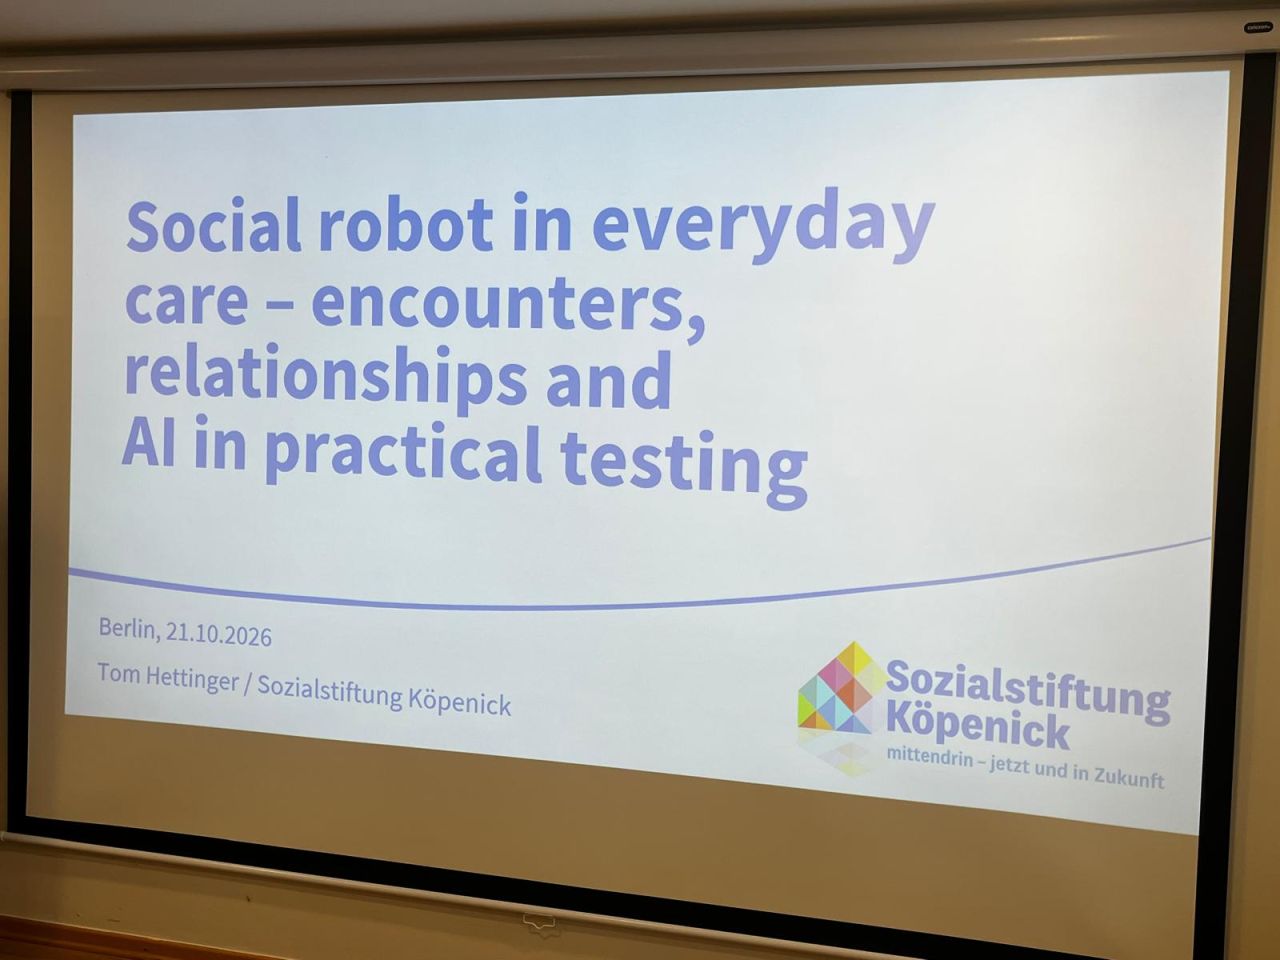 Social robot in everyday
care – encounters,
relationships and
AI in practical testing
Berlin, 21.10.2026
Tom Hettinger / Sozialstiftung Köpenick
Sozialstiftung
Köpenick
mittendrin – jetzt und in Zukunft